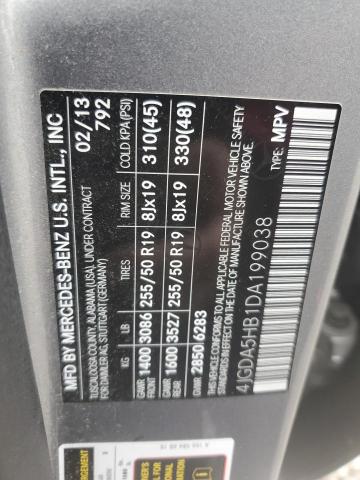 MFD BY MERCEDES-BENZ U.S. INTL., INC
TUSCALOOSA COUNTY, ALABAMA (USA), UNDER CONTRACT
FOR DAIMLER AG, STUTTGART (GERMANY)
02/13
792
KG LB TIRES RIM SIZE COLD KPA (PSI)
1400 3086 255/50 R19 8Jx19 310(45)
FRONT
1600 3527 255/50 R19 8Jx19 330(48)
REAR
2850 6283
THIS VEHICLE CONFORMS TO ALL APPLICABLE FEDERAL MOTOR VEHICLE SAFETY
STANDARDS IN EFFECT ON THE DATE OF MANUFACTURE SHOWN ABOVE
4JGDA5HB1DA199038
TYPE: MPV